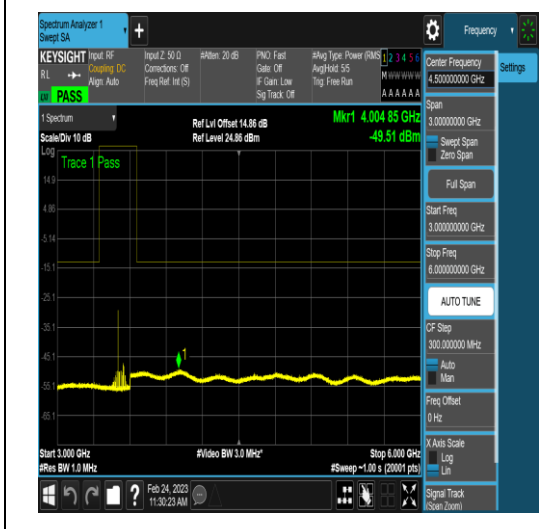 Spectrum Analyzer 1
Swept SA
+
Frequency
KEYSIGHT Input: RF
RL
Coupling: DC
Align: Auto
Input Z: 50 Ω
Corrections: Off
Freq Ref: Int (S)
#Atten: 20 dB
PNO: Fast
Gate: Off
IF Gain: Low
Sig Track: Off
#Avg Type: Power (RMS
Avg|Hold: 5/5
Trig: Free Run
1 2 3 4 5 6
M W W W W W
A A A A A A
PASS
Settings
1 Spectrum
Scale/Div 10 dB
Ref Lvl Offset 14.86 dB
Ref Level 24.86 dBm
Mkr1 4.004 85 GHz
-49.51 dBm
Log
Trace 1 Pass
14.9
4.86
-5.14
-15.1
-25.1
-35.1
-45.1
-55.1
-65.1
1
Start 3.000 GHz
#Res BW 1.0 MHz
#Video BW 3.0 MHz*
Stop 6.000 GHz
#Sweep ~1.00 s (20001 pts)
Center Frequency
4.500000000 GHz
Span
3.00000000 GHz
Swept Span
Zero Span
Full Span
Start Freq
3.000000000 GHz
Stop Freq
6.000000000 GHz
AUTO TUNE
CF Step
300.000000 MHz
Auto
Man
Freq Offset
0 Hz
X Axis Scale
Log
Lin
Signal Track
(Span Zoom)
?
Feb 24, 2023
11:30:23 AM